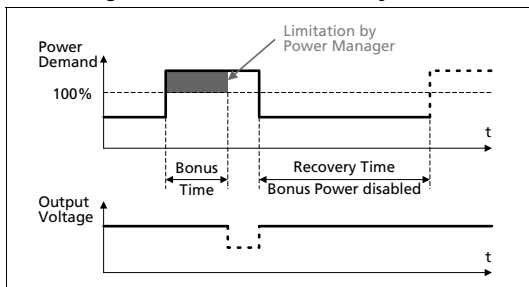 Limitation by
Power Manager
Power
Demand
100%
t
Bonus
Time
Recovery Time
Bonus Power disabled
Output
Voltage
t